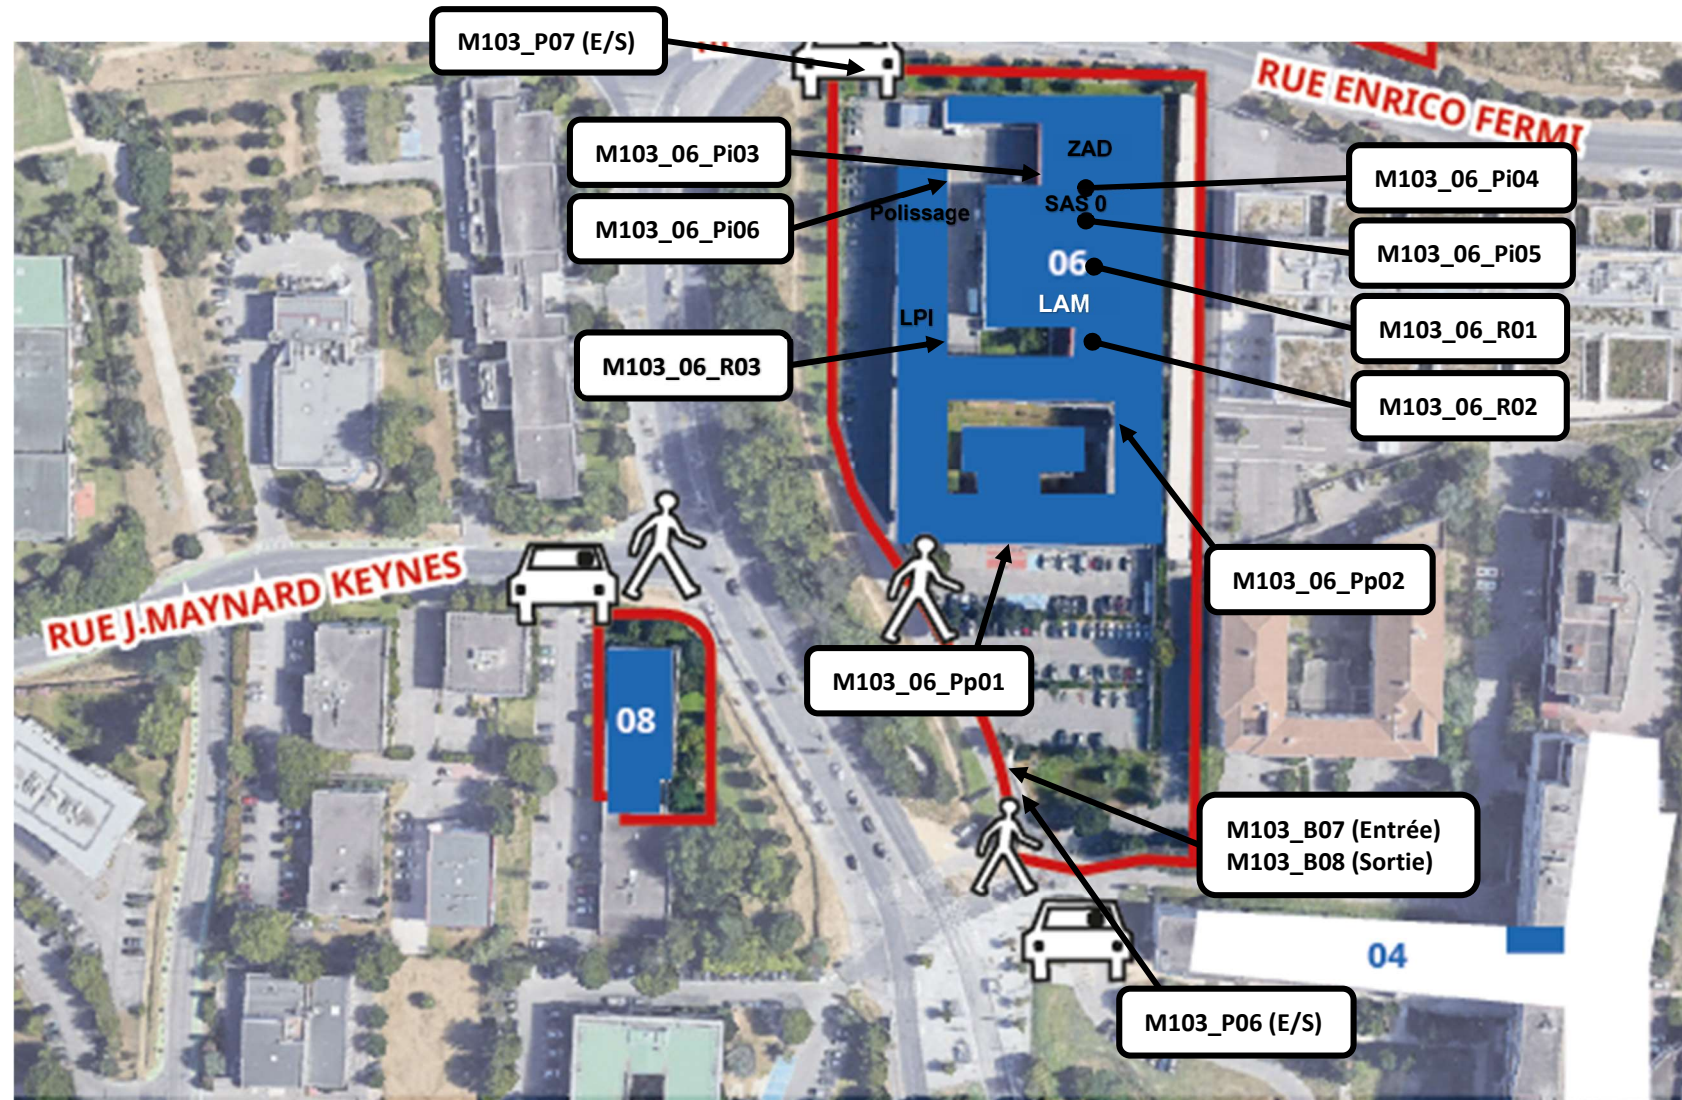 M103_P07 (E/S)
RUE ENRICO FERMI
M103_06_Pi03
ZAD
M103_06_Pi04
M103_06_Pi06
Polissage
SAS 0
M103_06_Pi05
06
LAM
M103_06_R01
LPI
M103_06_R03
M103_06_R02
M103_06_Pp02
RUE J.MAYNARD KEYNES
M103_06_Pp01
08
M103_B07 (Entrée)
M103_B08 (Sortie)
04
M103_P06 (E/S)